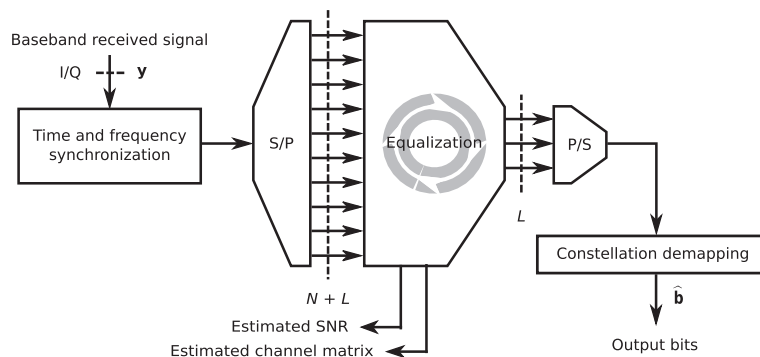 Baseband received signal
I/Q
y
Time and frequency
synchronization
S/P
Equalization
P/S
L
N + L
Constellation demapping
b̂
Estimated SNR
Estimated channel matrix
Output bits